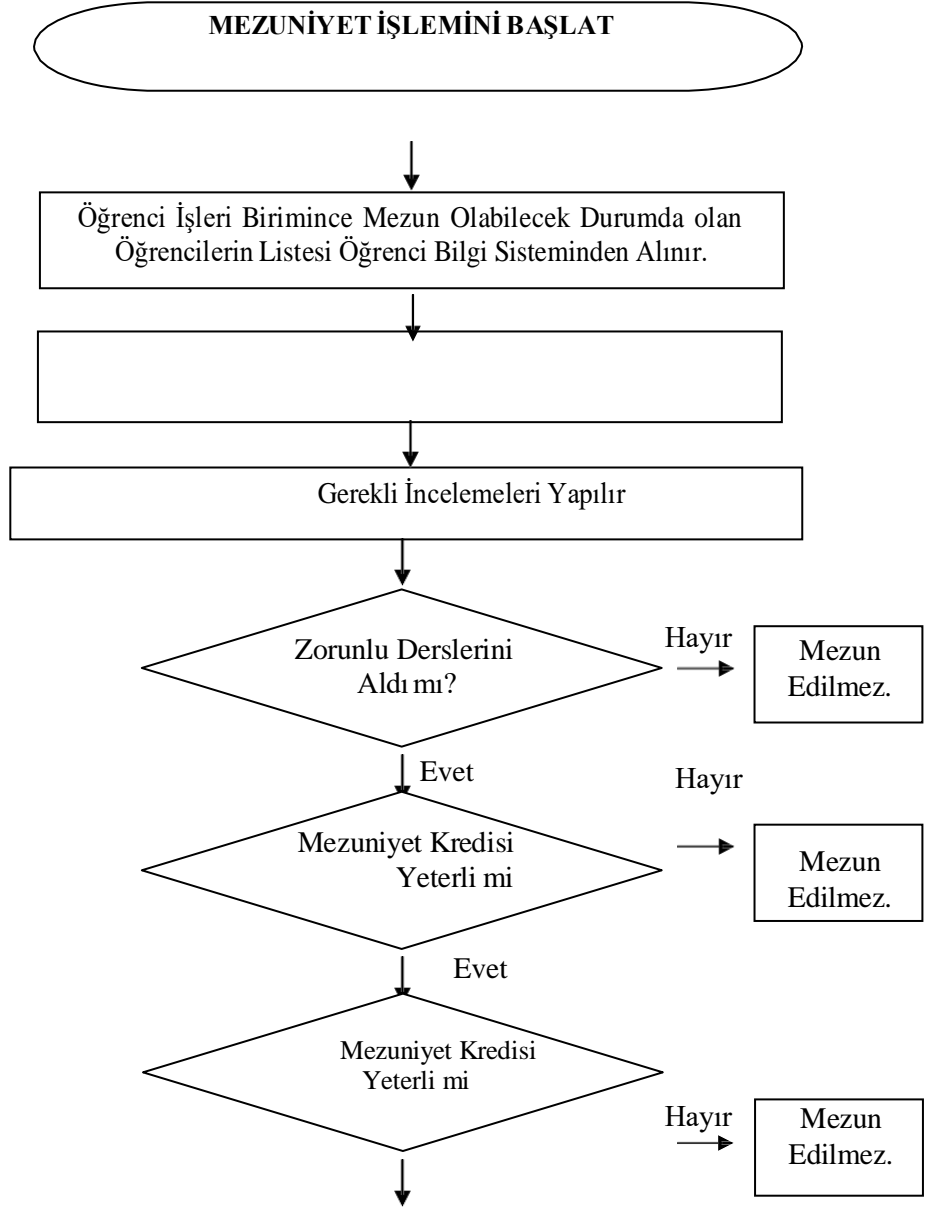 MEZUNİYET İŞLEMİNİ BAŞLAT
Öğrenci İşleri Birimince Mezun Olabilecek Durumda olan
Öğrencilerin Listesi Öğrenci Bilgi Sisteminden Alınır.
Gerekli İncelemeleri Yapılır
Zorunlu Derslerini
Aldı mı?
Hayır
Mezun
Edilmez.
Evet
Hayır
Mezuniyet Kredisi
Yeterli mi
Mezun
Edilmez.
Evet
Mezuniyet Kredisi
Yeterli mi
Hayır
Mezun
Edilmez.